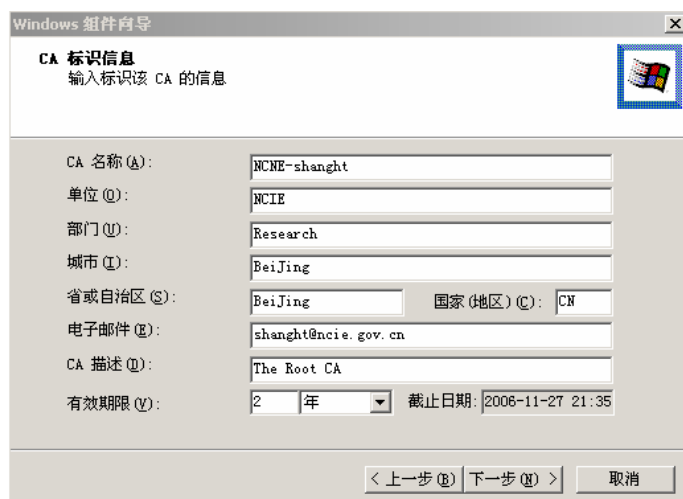 Windows 组件向导
CA 标识信息
输入标识该 CA 的信息
CA 名称(A): NCNE-shanght
单位(O): NCIE
部门(U): Research
城市(I): BeiJing
省或自治区(S): BeiJing 国家(地区)(C): CN
电子邮件(E): shanght@ncie.gov.cn
CA 描述(D): The Root CA
有效期限(V): 2 年 截止日期: 2006-11-27 21:35
< 上一步(B) 下一步(N) > 取消